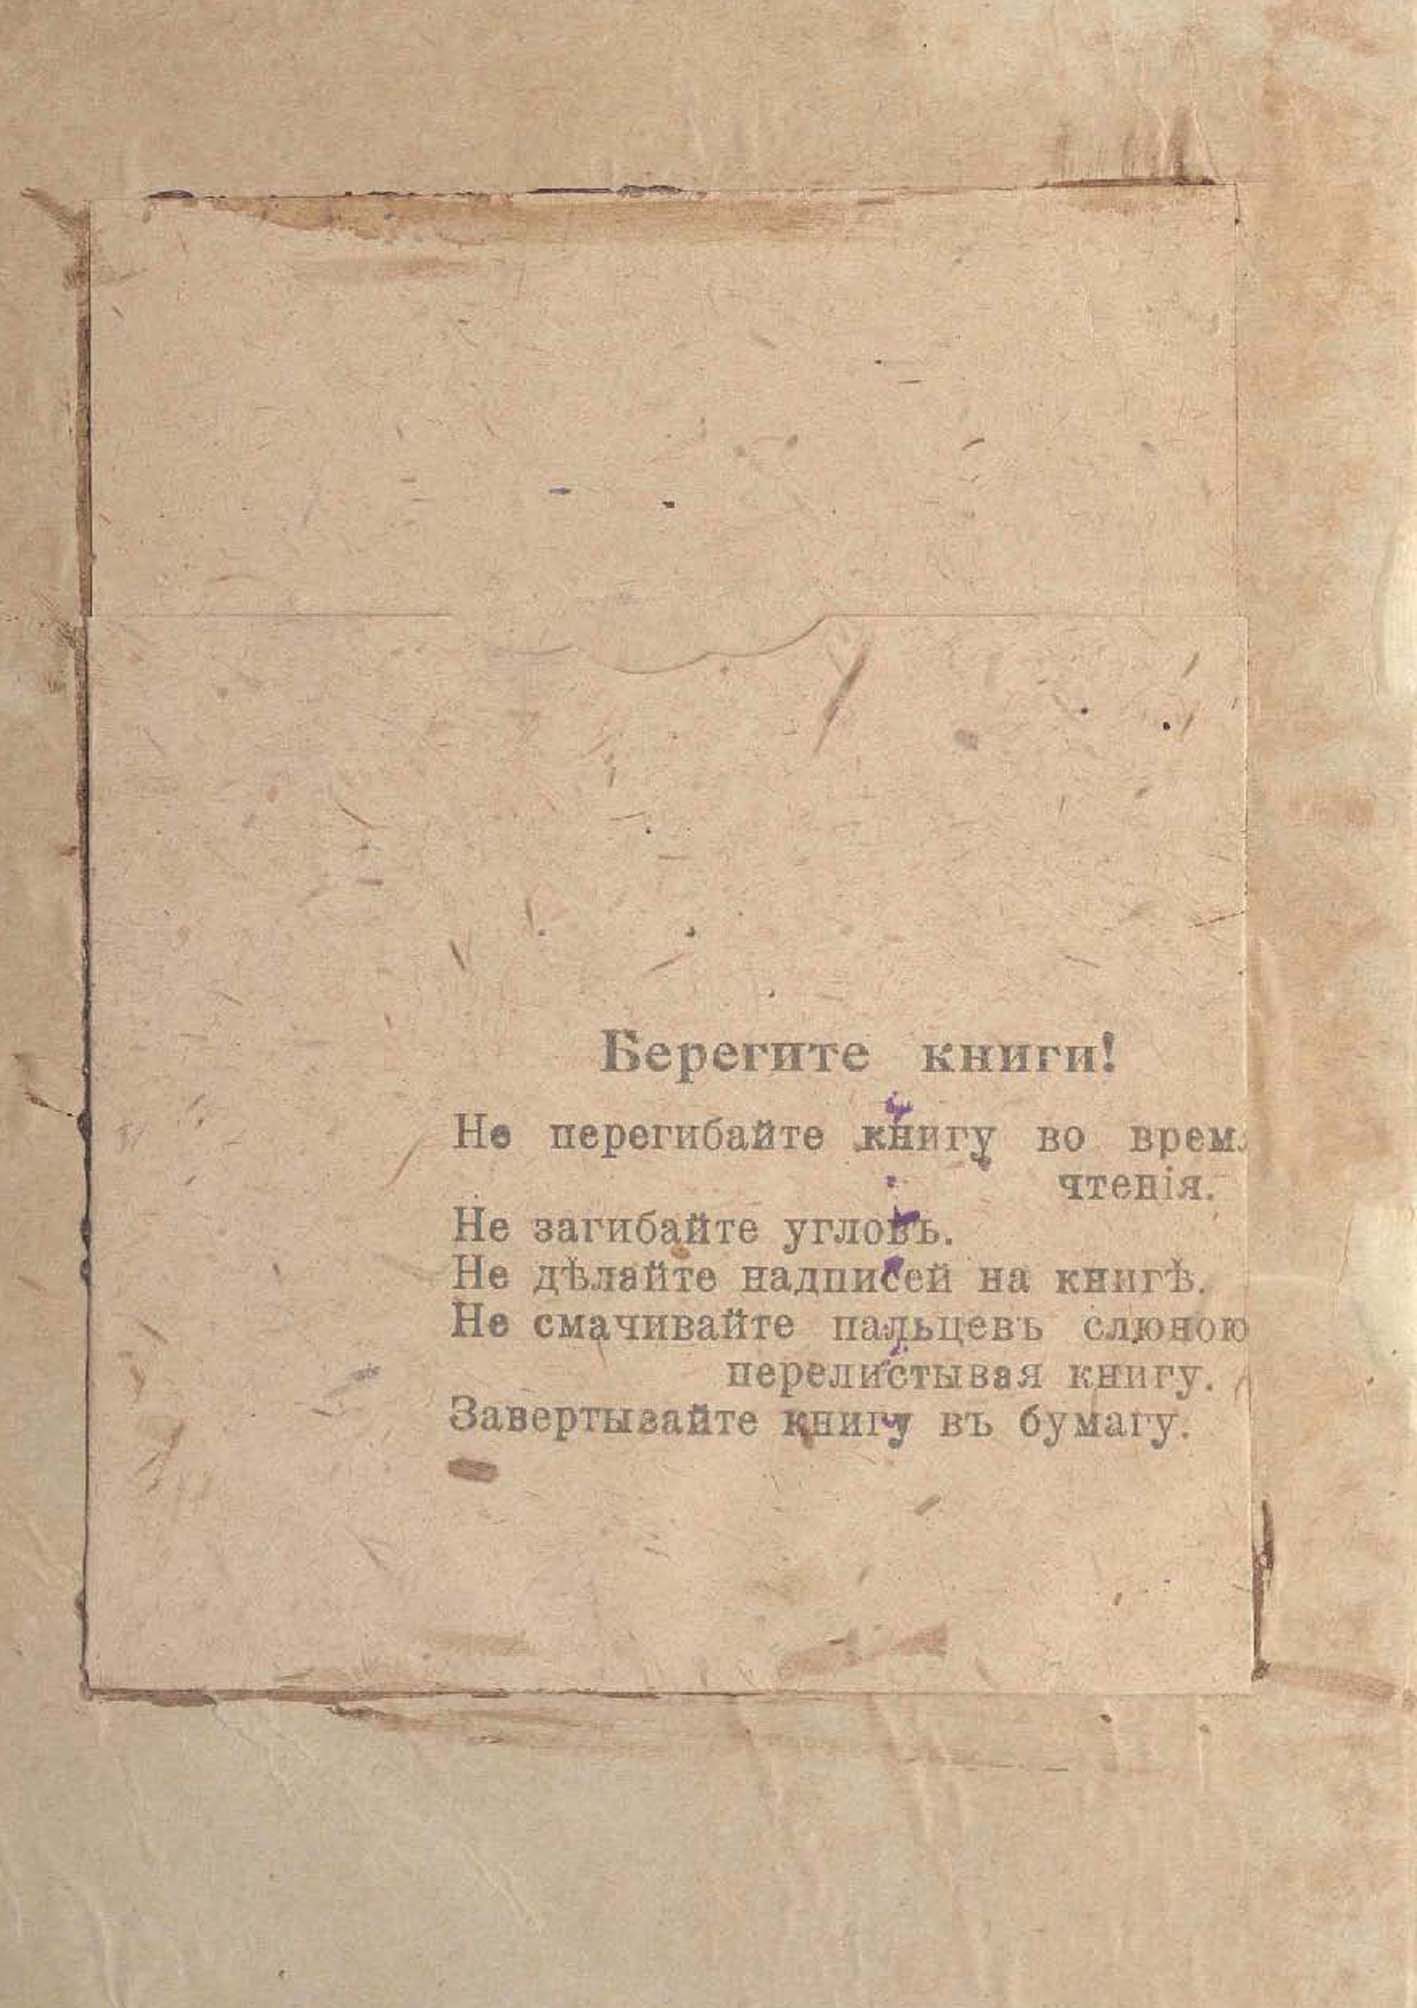 Берегите книги!
Не перегибайте книгу во врем
чтенія.
Не загибайте угловъ.
Не дѣлайте надписей на книгѣ.
Не смачивайте пальцевъ слюною
перелистывая книгу.
Завертывайте книгу въ бумагу.